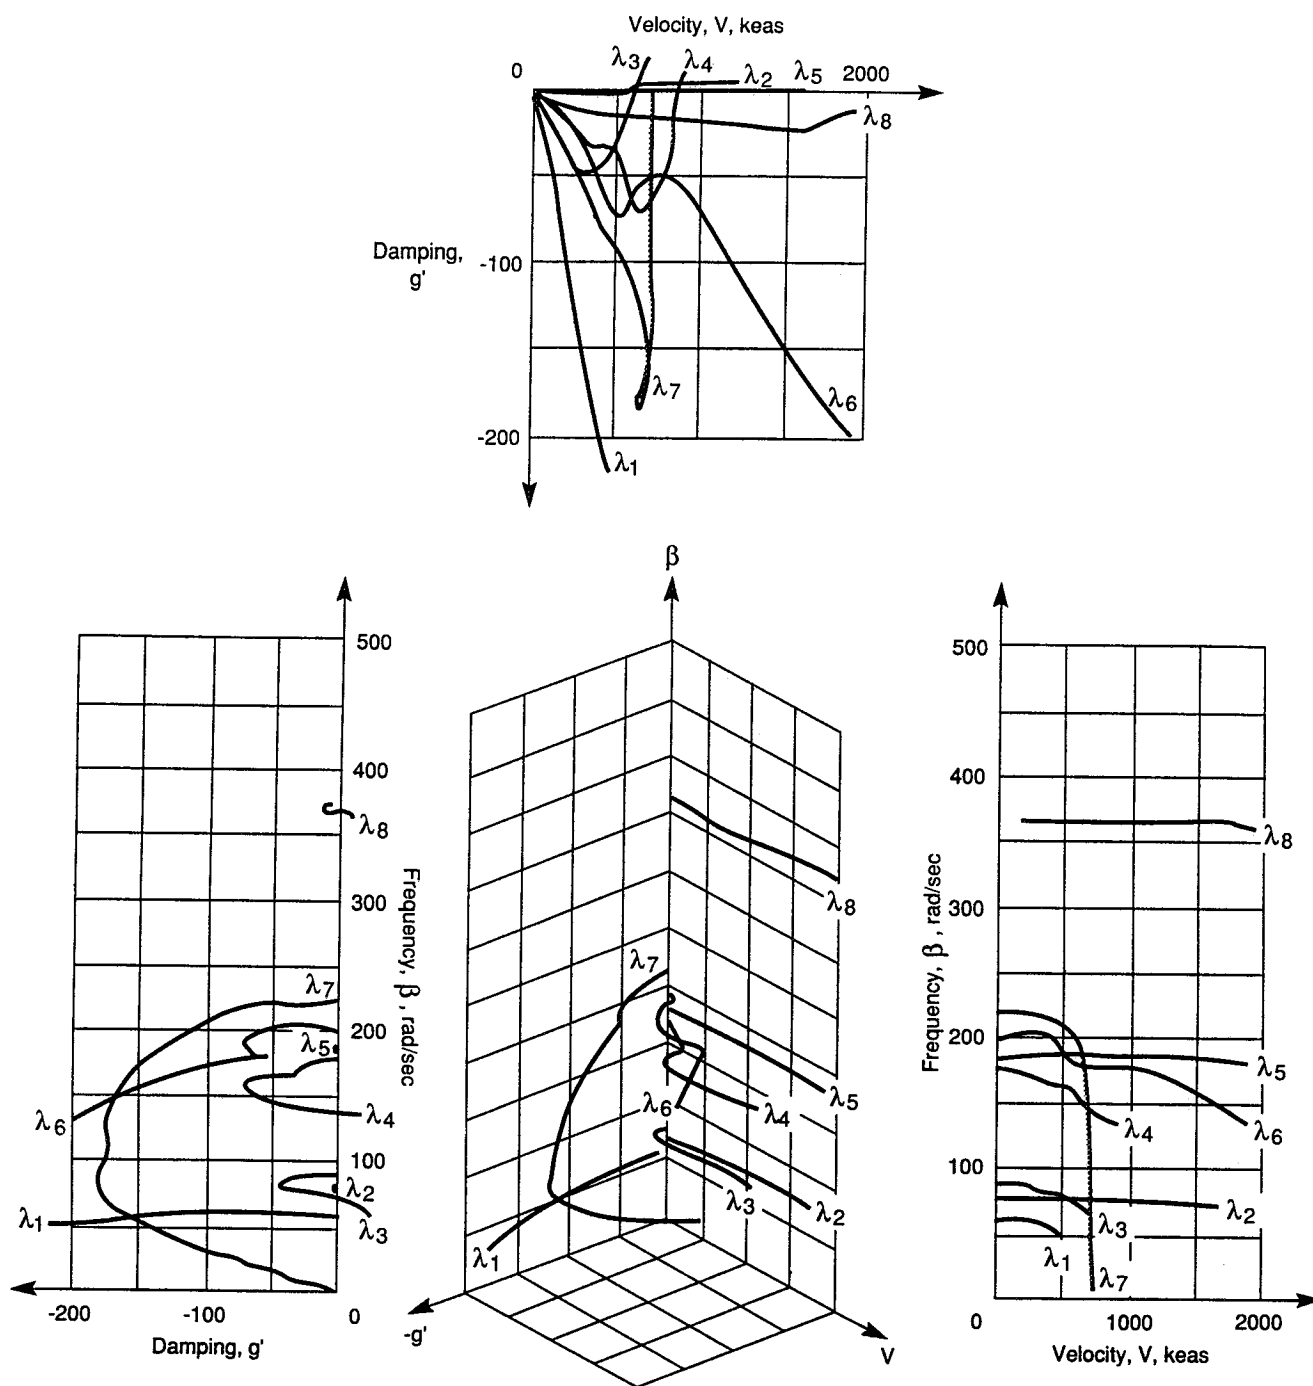 Velocity, V, keas
0
λ3
λ4
λ2
λ5
2000
λ8
Damping,
g'
-100
λ7
λ6
-200
λ1
β
500
400
λ8
300
λ7
200
λ5
λ6
λ4
100
λ2
λ1
λ3
-200
-100
0
Damping, g'
Frequency, β, rad/sec
λ8
λ7
λ5
λ6
λ4
λ3
λ2
λ1
-g'
V
500
400
λ8
300
200
λ5
λ4
λ6
100
λ2
λ3
λ1
λ7
0
1000
2000
Velocity, V, keas
Frequency, β, rad/sec